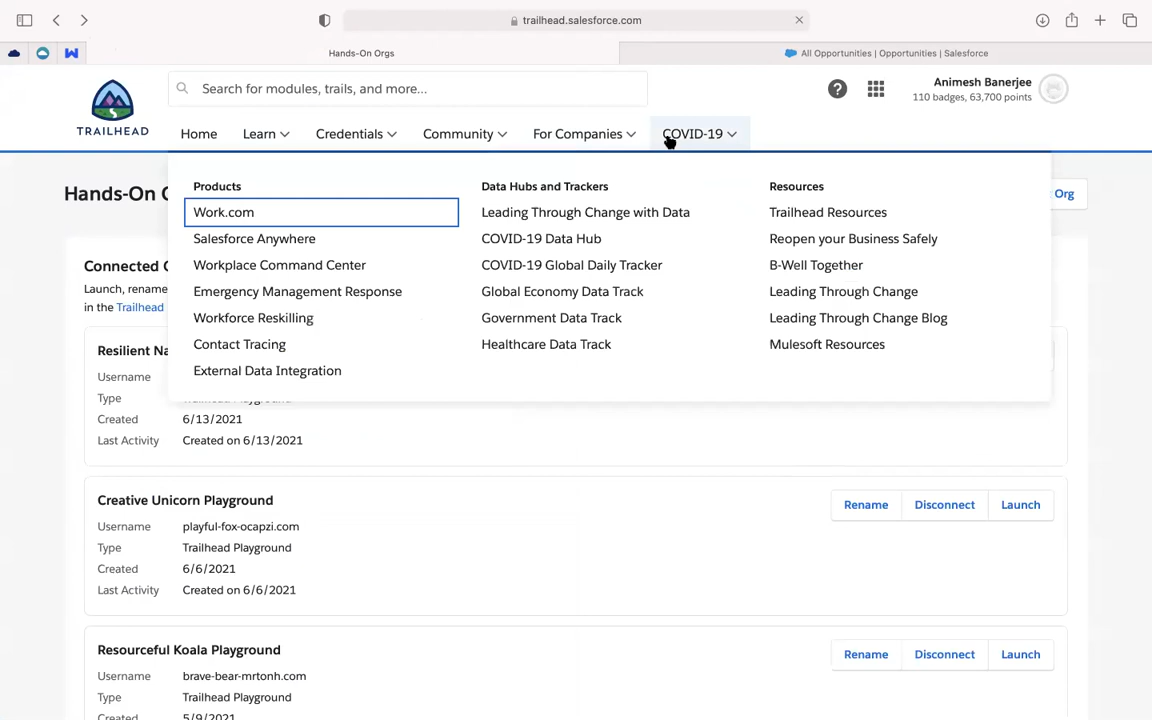 trailhead.salesforce.com
Hands-On Orgs
All Opportunities | Opportunities | Salesforce
TRAILHEAD
Search for modules, trails, and more...
Animesh Banerjee
110 badges, 63,700 points
Home
Learn
Credentials
Community
For Companies
COVID-19
Hands-On
Org
Products
Work.com
Salesforce Anywhere
Workplace Command Center
Emergency Management Response
Workforce Reskilling
Contact Tracing
External Data Integration
Data Hubs and Trackers
Leading Through Change with Data
COVID-19 Data Hub
COVID-19 Global Daily Tracker
Global Economy Data Track
Government Data Track
Healthcare Data Track
Resources
Trailhead Resources
Reopen your Business Safely
B-Well Together
Leading Through Change
Leading Through Change Blog
Mulesoft Resources
Connected
Launch, rename
in the Trailhead
Resilient
Username
Type
Created 6/13/2021
Last Activity Created on 6/13/2021
Creative Unicorn Playground
Rename Disconnect Launch
Username playful-fox-ocapzi.com
Type Trailhead Playground
Created 6/6/2021
Last Activity Created on 6/6/2021
Resourceful Koala Playground
Rename Disconnect Launch
Username brave-bear-mrtonh.com
Type Trailhead Playground
Created 5/9/2021